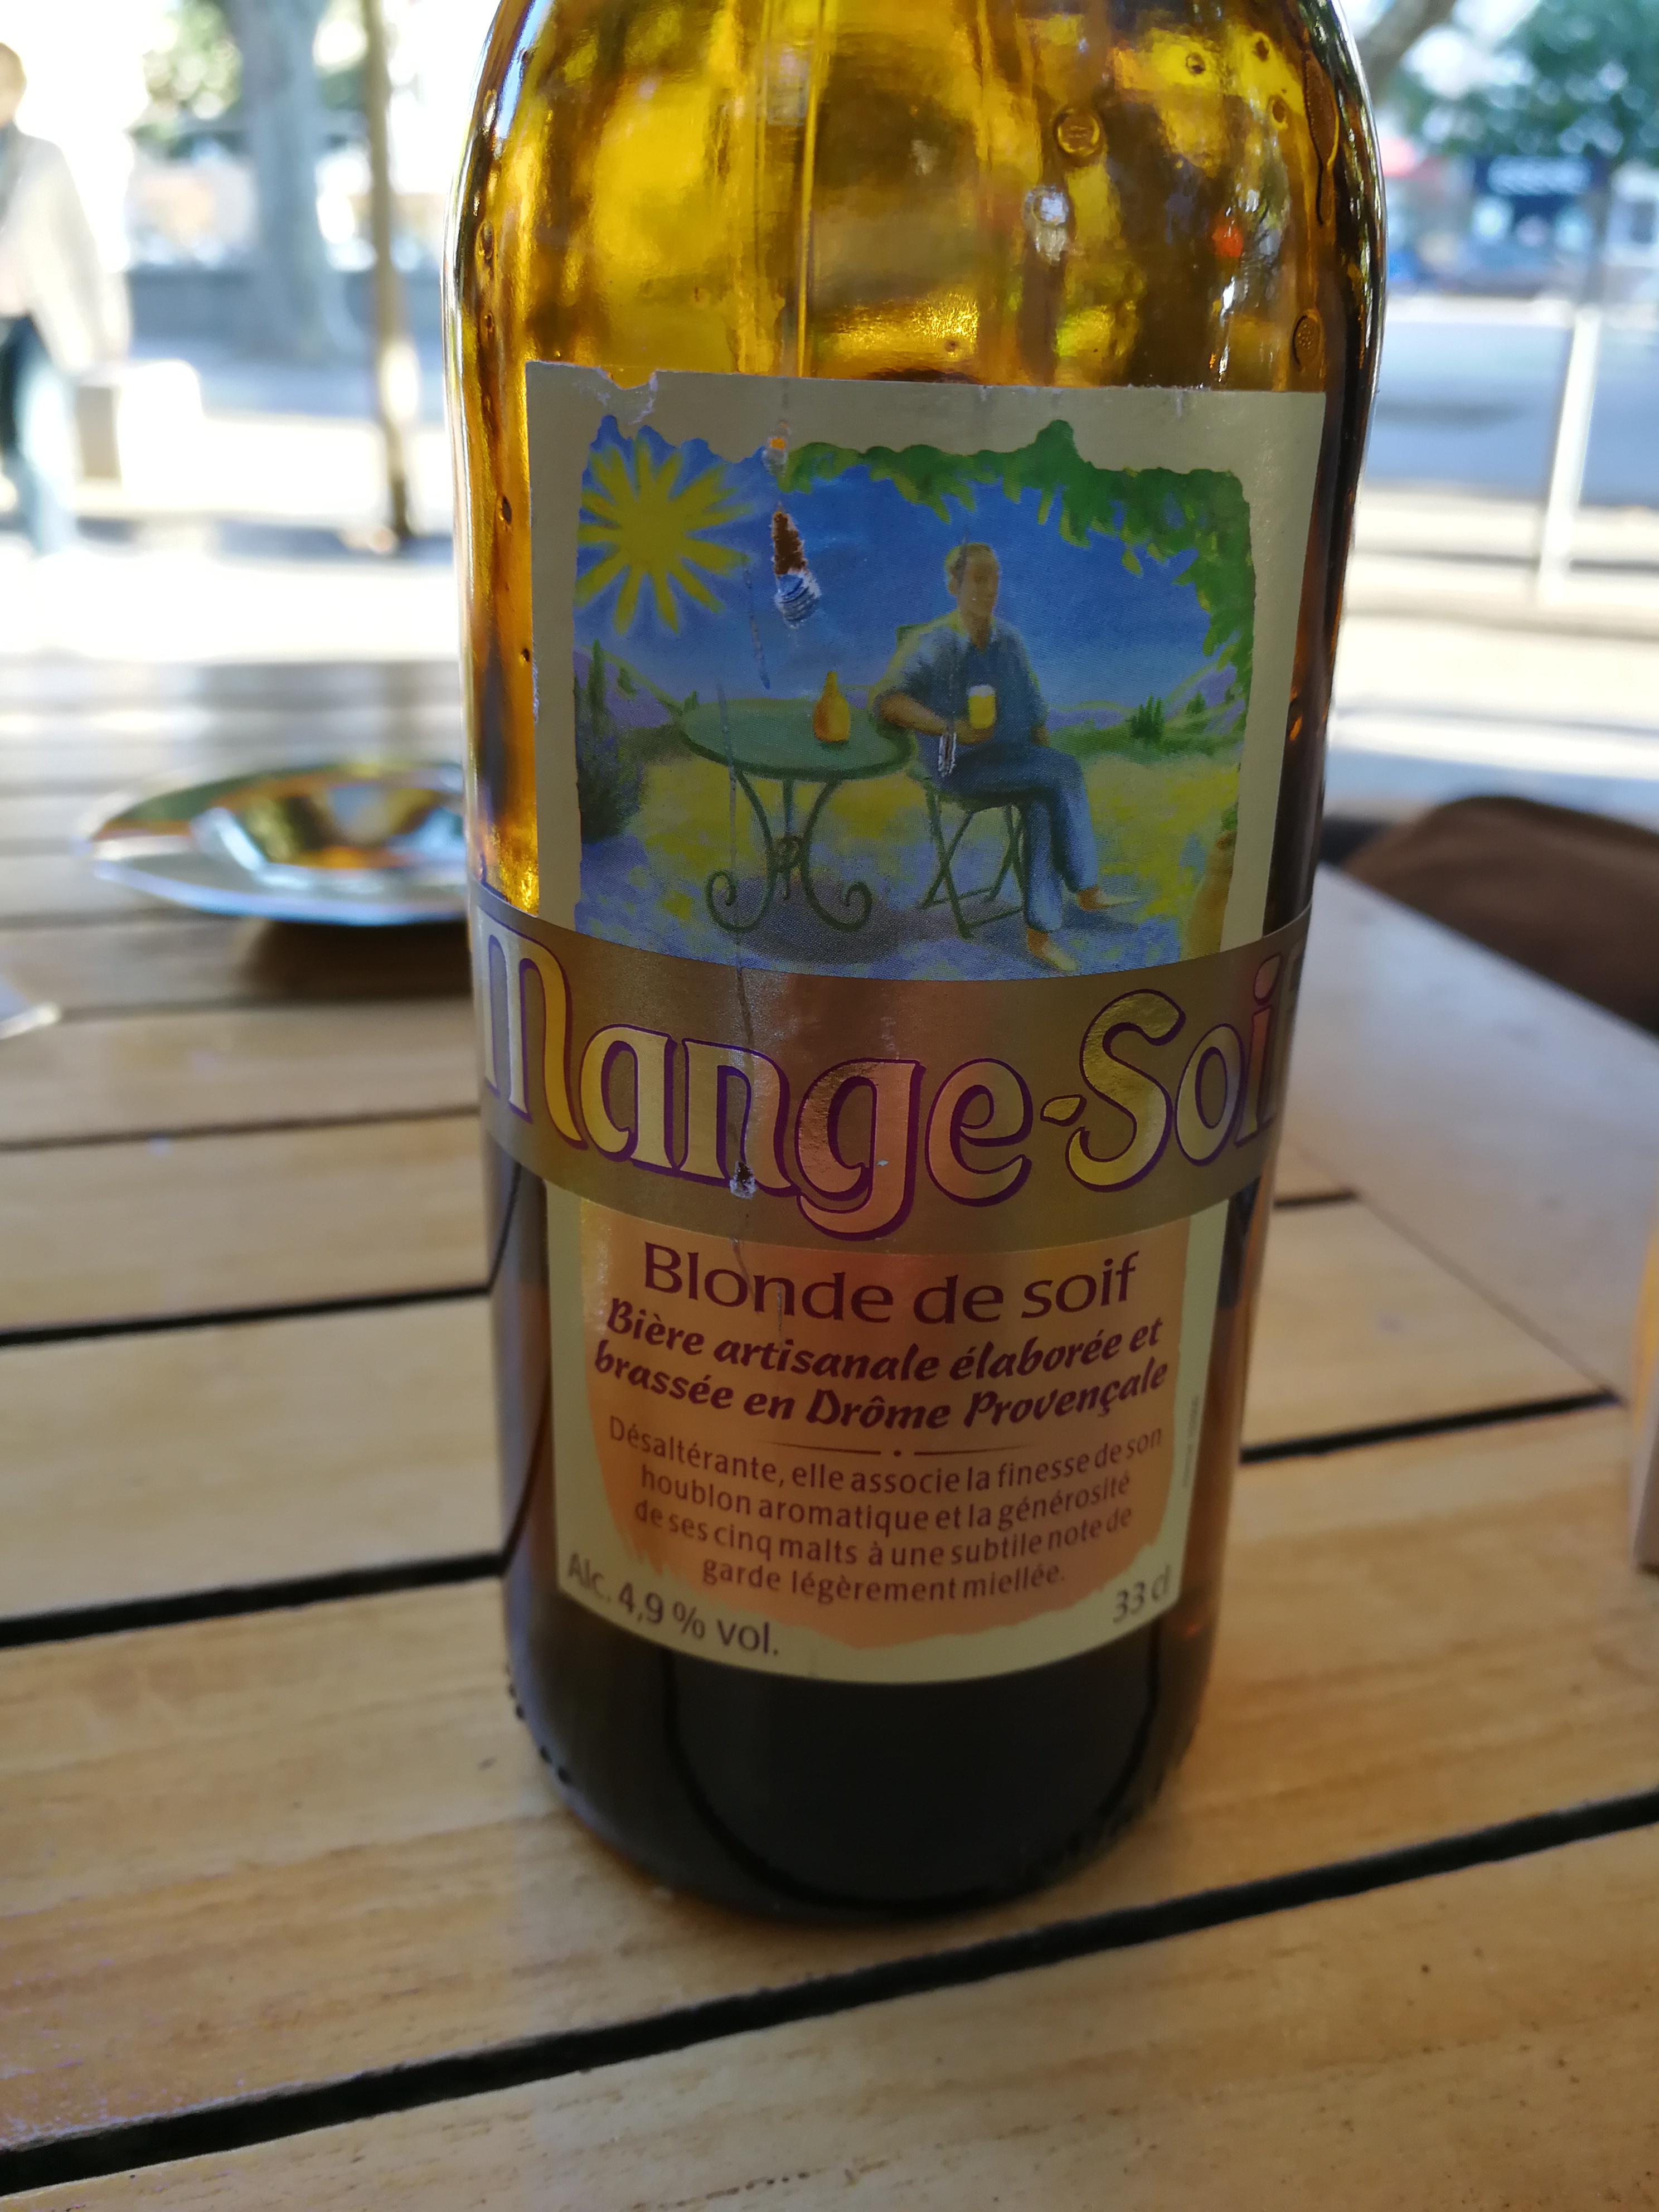 Mange-Soif
Blonde de soif
Bière artisanale élaborée et
brassée en Drôme Provençale
Désaltérante, elle associe la finesse de son
houblon aromatique et la générosité
de ses cinq malts à une subtile note de
garde légèrement miellée.
Alc. 4,9 % vol.
33 cl